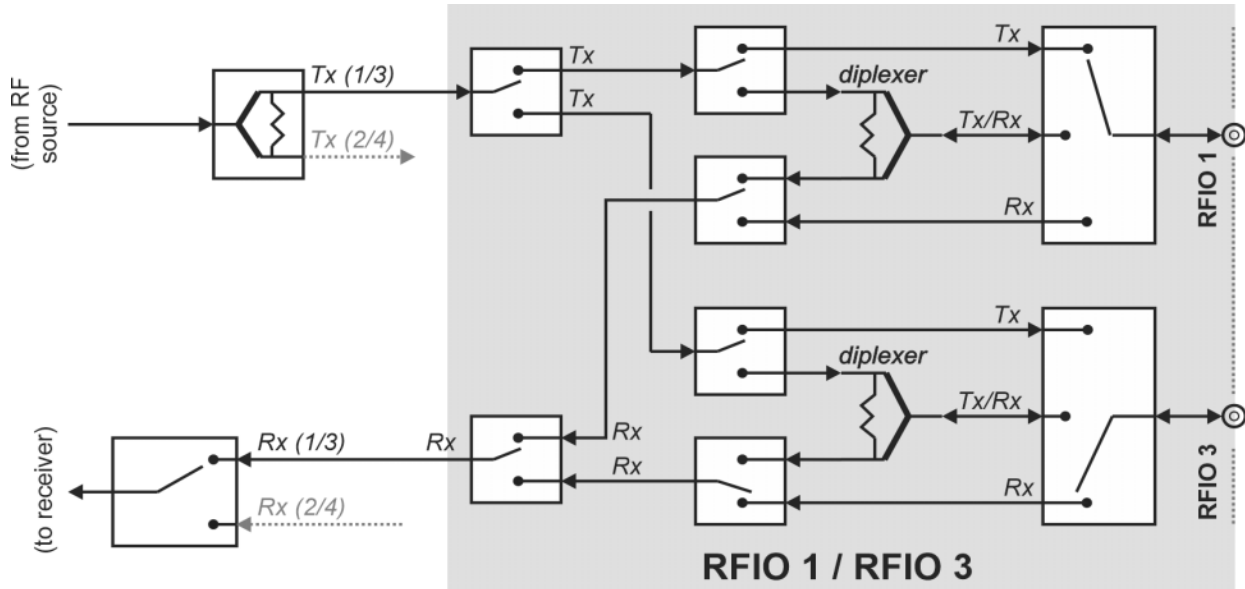 (from RF
source)
Tx (1/3)
Tx (2/4)
Tx
Tx
Tx
diplexer
Tx/Rx
Rx
RFIO 1
Tx
diplexer
Tx/Rx
Rx
RFIO 3
Rx
Rx
Rx
Rx (1/3)
Rx (2/4)
(to receiver)
RFIO 1 / RFIO 3